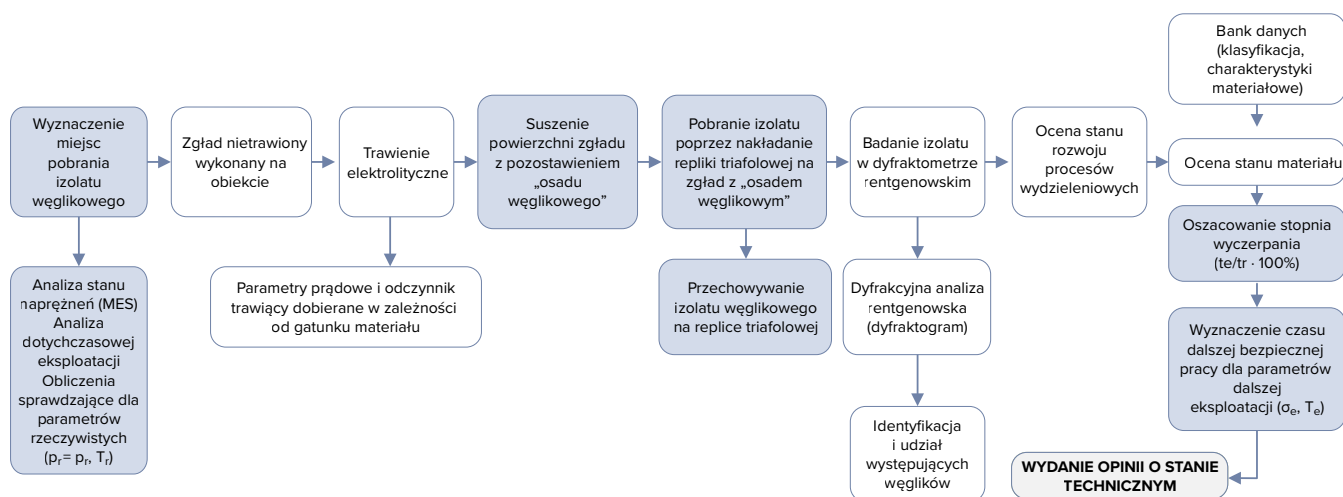 Wyznaczenie
miejsc
pobrania
izolatu
węglikowego
Analiza stanu
naprężeń (MES)
Analiza
dotychczasowej
eksploatacji
Obliczenia
sprawdzające dla
parametrów
rzeczywistych
(pᵣ= pᵣ, Tᵣ)
Zgład nietrawiony
wykonany na
obiekcie
Trawienie
elektrolityczne
Parametry prądowe i odczynnik
trawiący dobierane w zależności
od gatunku materiału
Suszenie
powierzchni zgładu
z pozostawieniem
„osadu
węglikowego”
Pobranie izolatu
poprzez nakładanie
repliki triafolowej na
zgład z „osadem
węglikowym”
Przechowywanie
izolatu węglikowego
na replice triafolowej
Badanie izolatu
w dyfraktometrze
rentgenowskim
Dyfrakcyjna analiza
rentgenowska
(dyfraktogram)
Identyfikacja
i udział
występujących
węglików
Ocena stanu
rozwoju
procesów
wydzieleniowych
Bank danych
(klasyfikacja,
charakterystyki
materiałowe)
Ocena stanu materiału
Oszacowanie stopnia
wyczerpania
(te/tr · 100%)
Wyznaczenie czasu
dalszej bezpiecznej
pracy dla parametrów
dalszej
eksploatacji (σₑ, Tₑ)
WYDANIE OPINII O STANIE
TECHNICZNYM